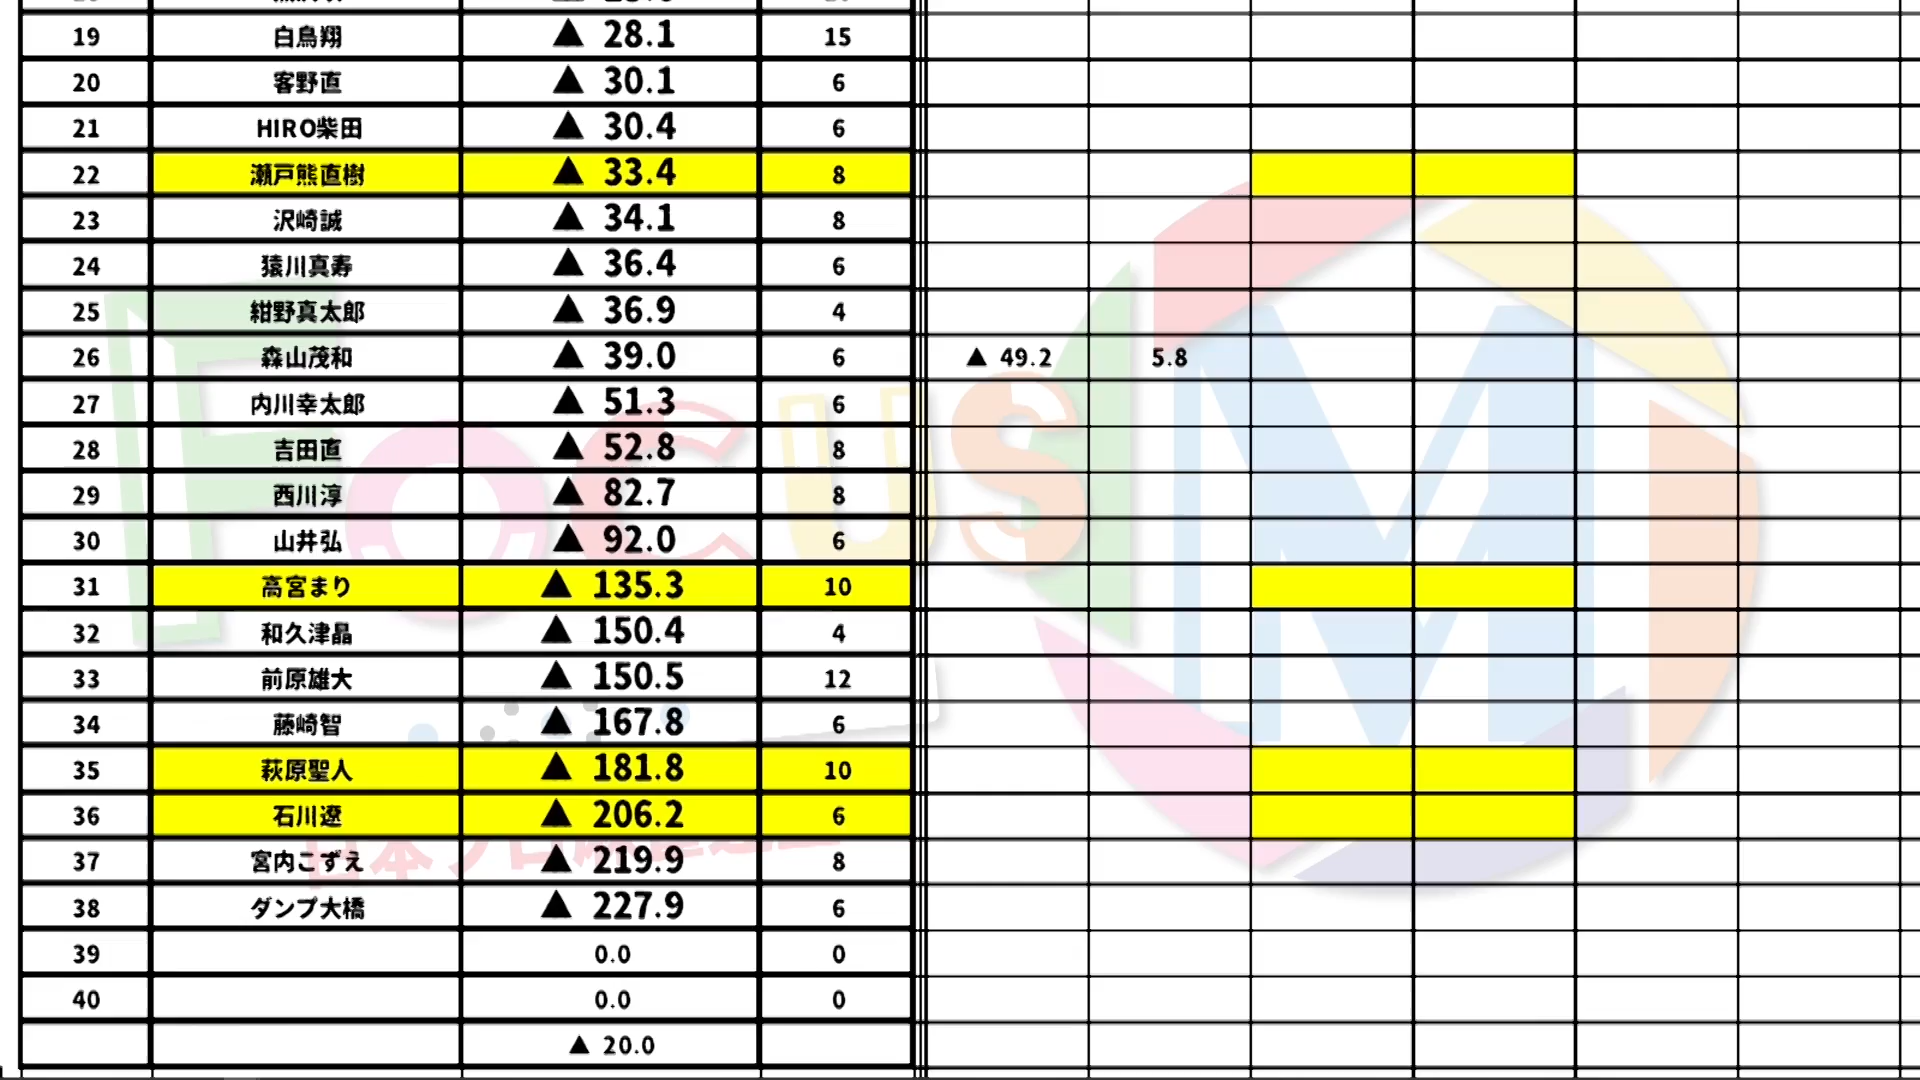 19 白鳥翔 ▲ 28.1 15
20 客野直 ▲ 30.1 6
21 HIRO柴田 ▲ 30.4 6
22 瀬戸熊直樹 ▲ 33.4 8
23 沢崎誠 ▲ 34.1 8
24 猿川真寿 ▲ 36.4 6
25 紺野真太郎 ▲ 36.9 4
26 森山茂和 ▲ 39.0 6 ▲ 49.2 5.8
27 内川幸太郎 ▲ 51.3 6
28 吉田直 ▲ 52.8 8
29 西川淳 ▲ 82.7 8
30 山井弘 ▲ 92.0 6
31 高宮まり ▲ 135.3 10
32 和久津晶 ▲ 150.4 4
33 前原雄大 ▲ 150.5 12
34 藤崎智 ▲ 167.8 6
35 萩原聖人 ▲ 181.8 10
36 石川遼 ▲ 206.2 6
37 宮内こずえ ▲ 219.9 8
38 ダンプ大橋 ▲ 227.9 6
39 0.0 0
40 0.0 0
▲ 20.0
FOCUS M